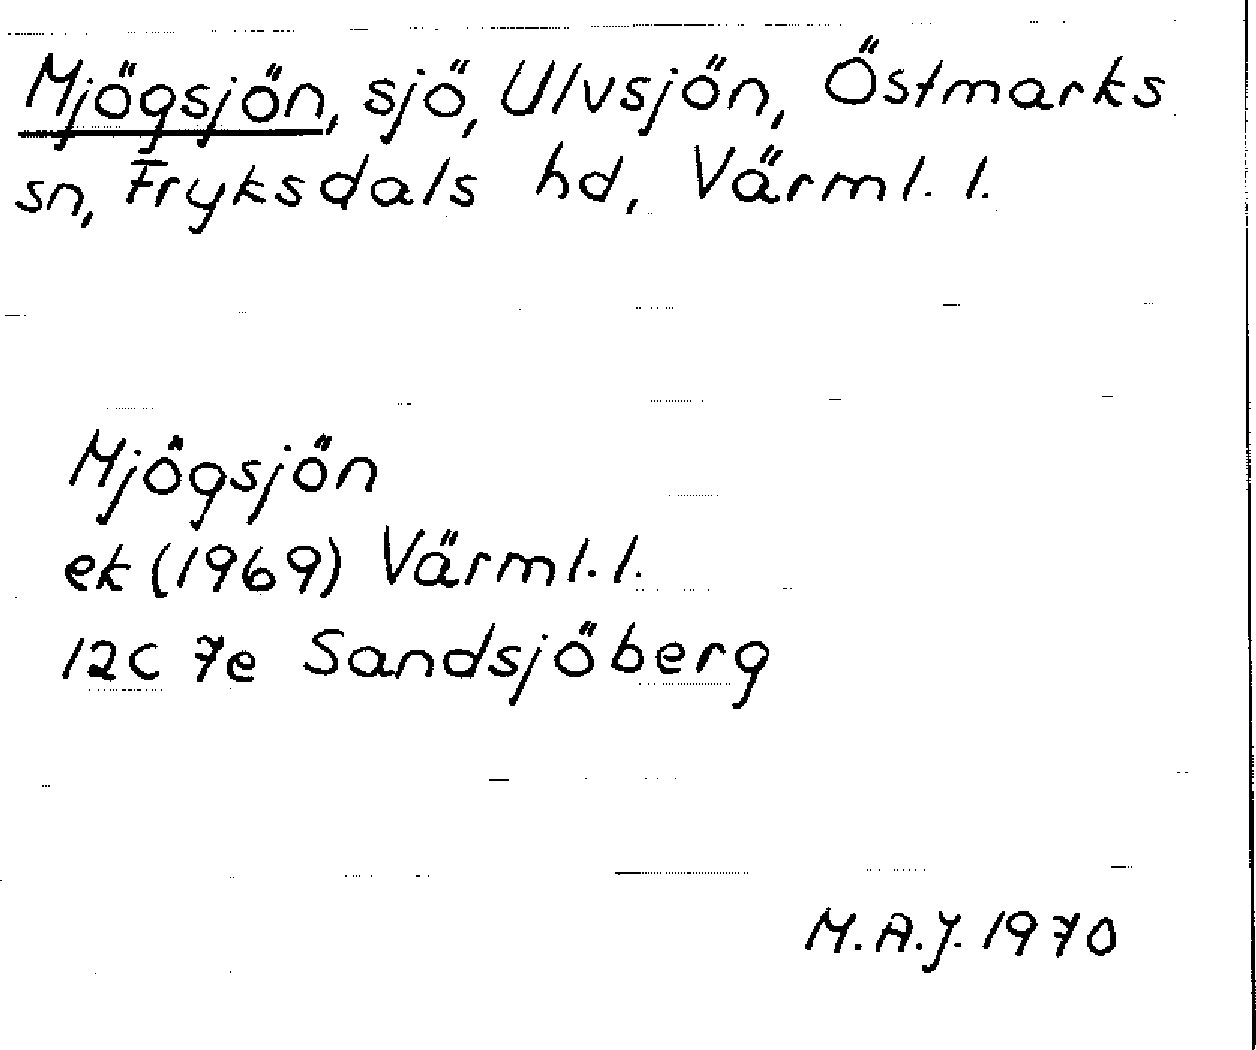 Mjögsjön, sjö, Ulvsjön, Östmarks
sn, Fryksdals hd, Värml. l.
Mjögsjön
ek (1969) Värml. l.
12C 7e Sandsjöberg
M.A.J. 1970